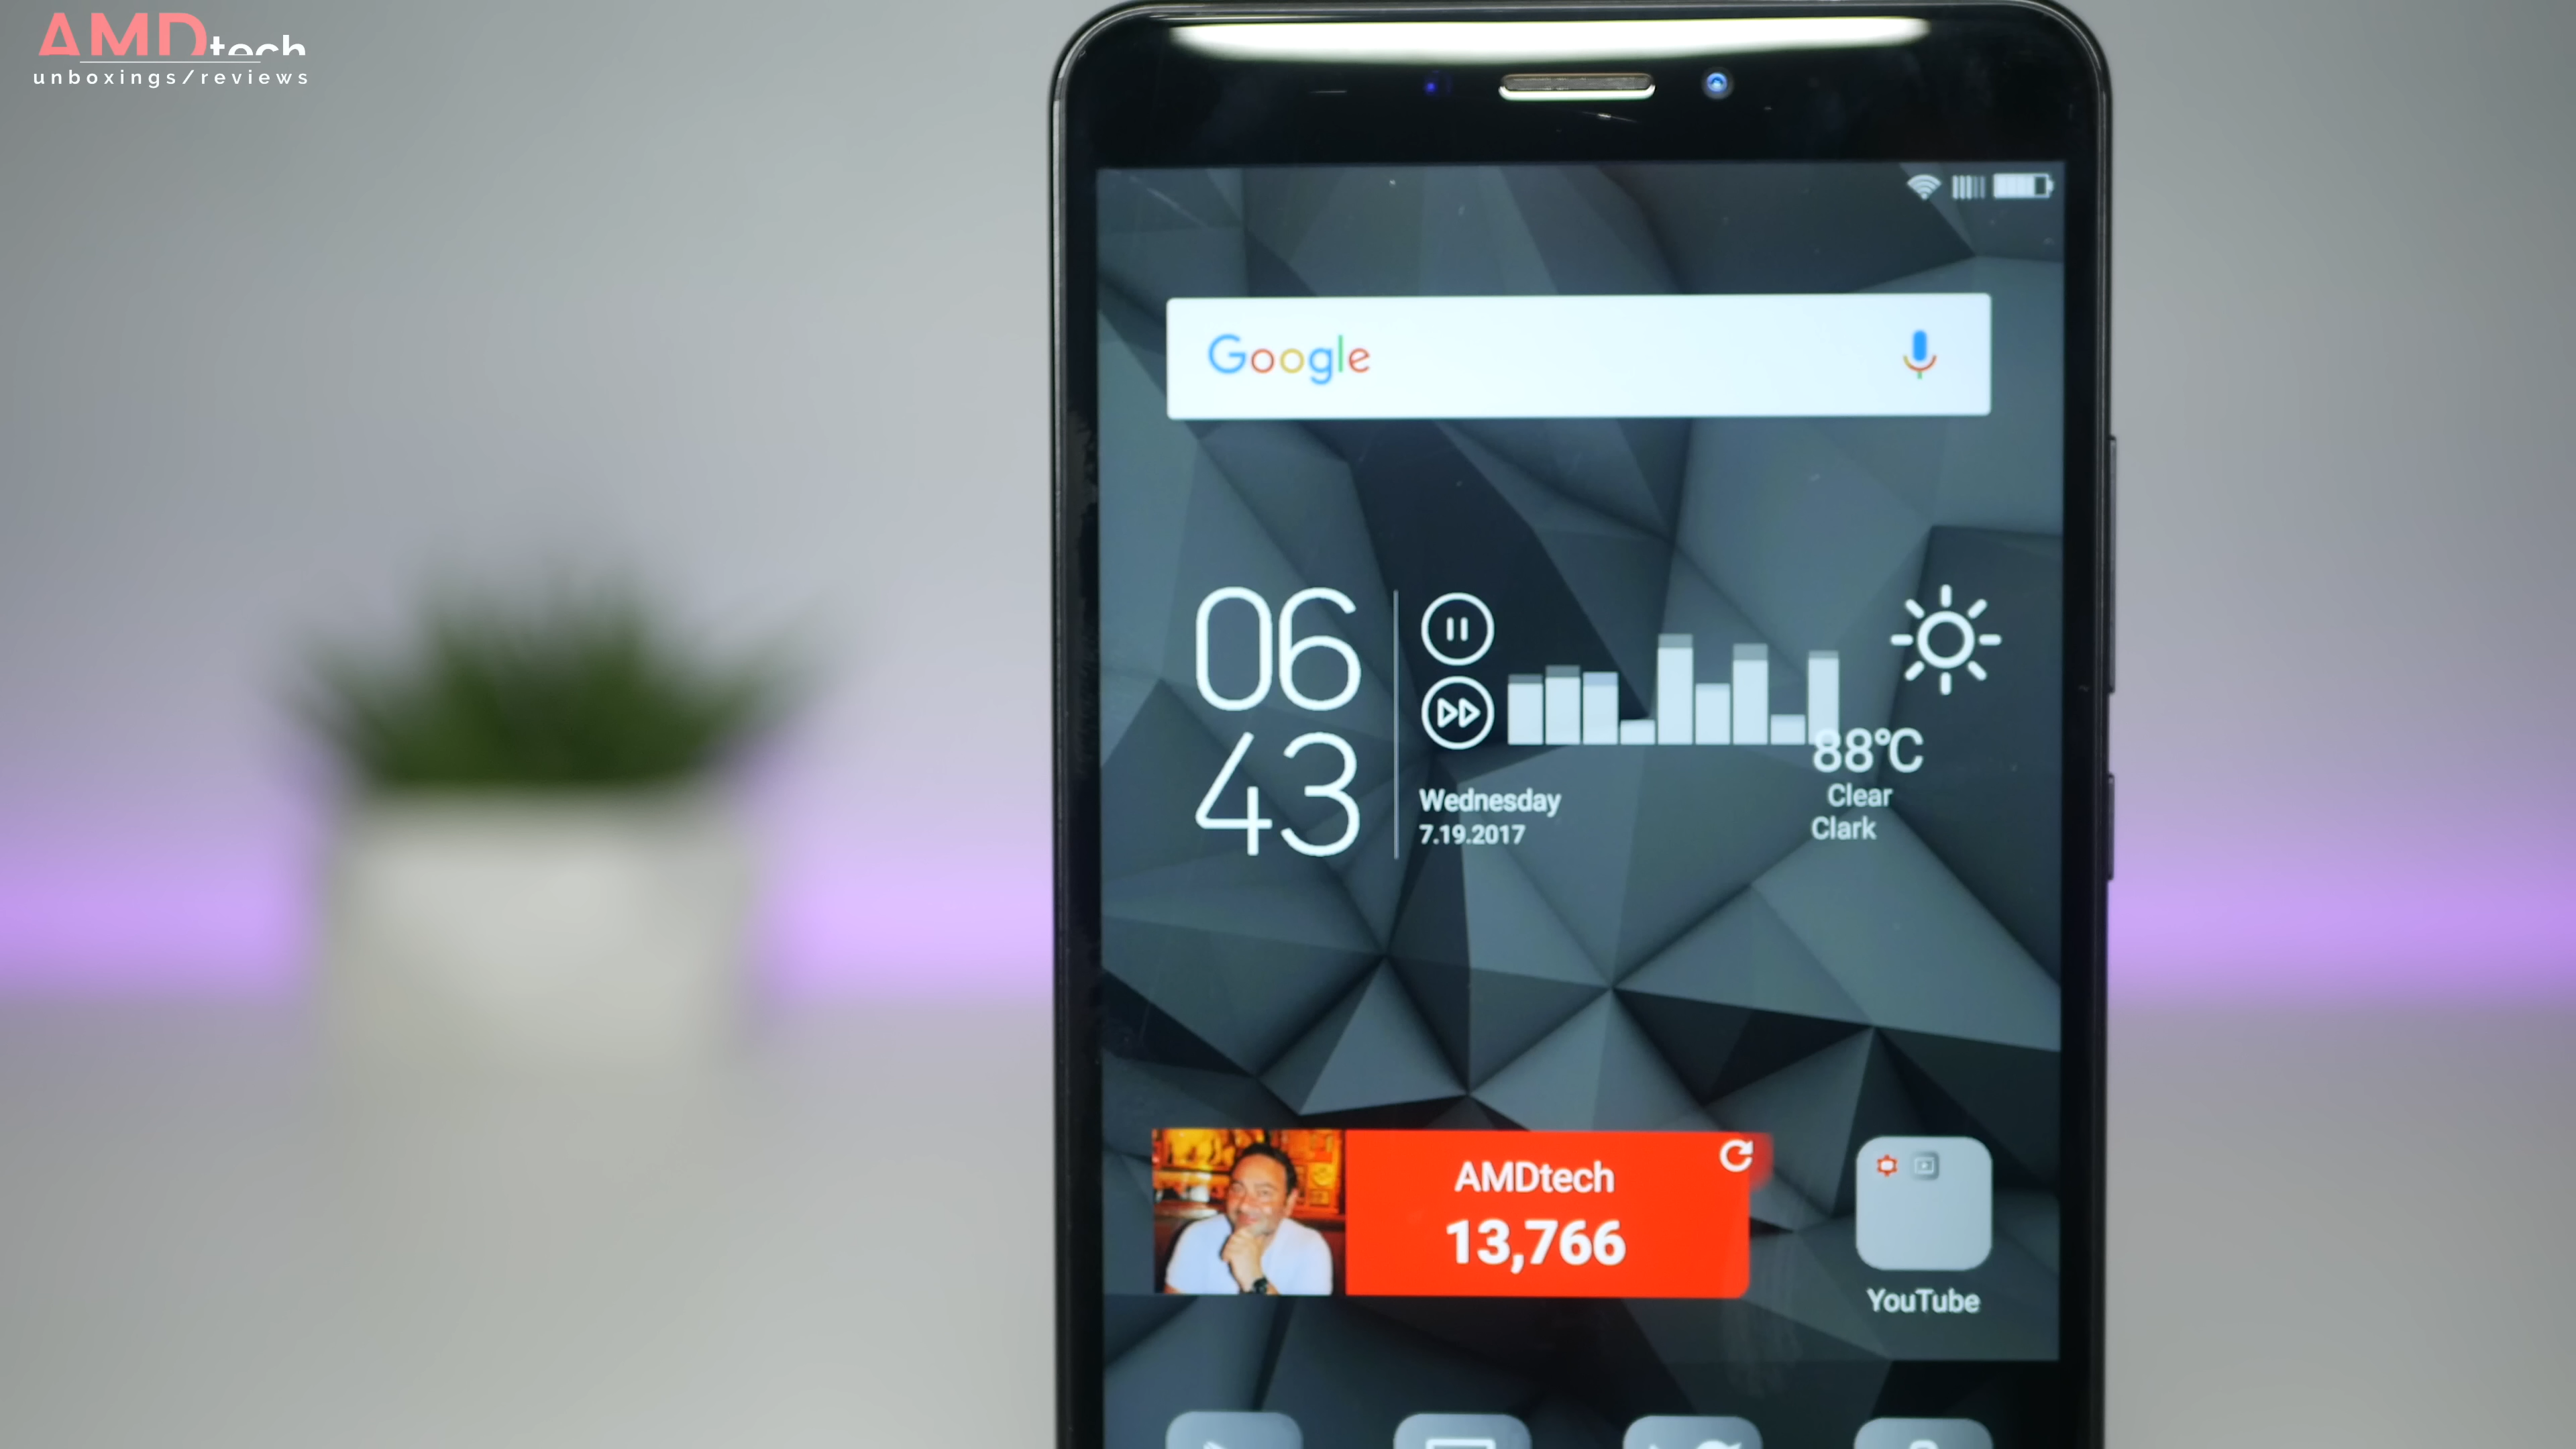 AMDtech
unboxings/reviews
Google
06
43
Wednesday
7.19.2017
88°C
Clear
Clark
AMDtech
13,766
YouTube